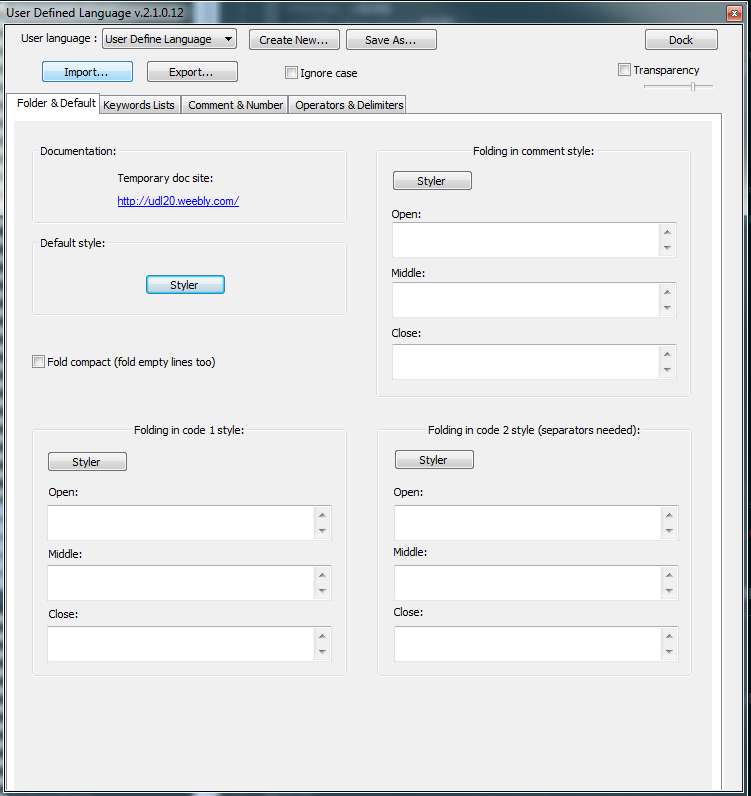 User Defined Language v.2.1.0.12
User language : User Define Language Create New... Save As... Dock
Import... Export... Ignore case Transparency
Folder & Default Keywords Lists Comment & Number Operators & Delimiters
Documentation:
Temporary doc site:
http://udl20.weebly.com/
Default style:
Styler
Fold compact (fold empty lines too)
Folding in comment style:
Styler
Open:
Middle:
Close:
Folding in code 1 style:
Styler
Open:
Middle:
Close:
Folding in code 2 style (separators needed):
Styler
Open:
Middle:
Close: